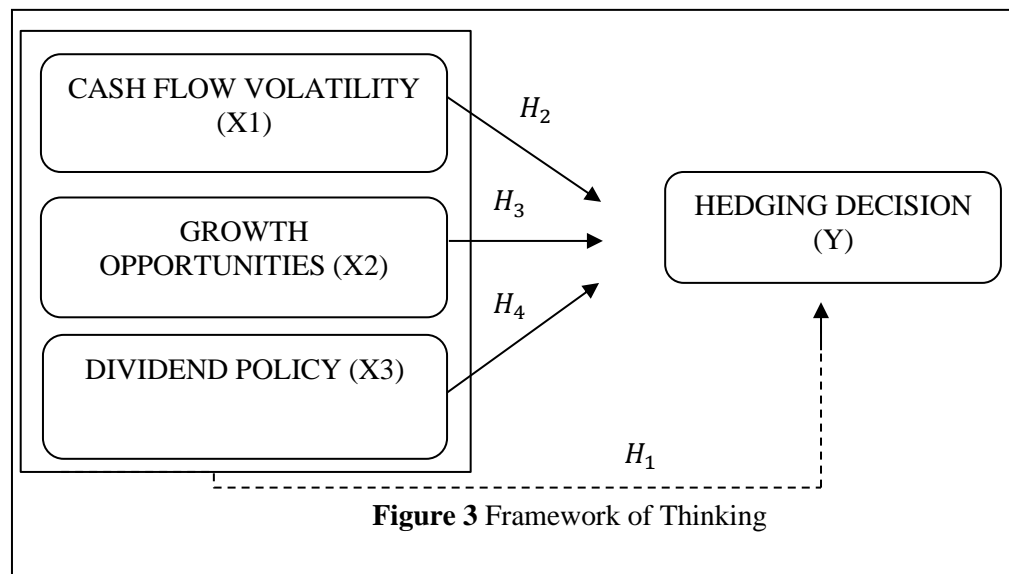 CASH FLOW VOLATILITY
(X1)
H₂
GROWTH
OPPORTUNITIES (X2)
H₃
HEDGING DECISION
(Y)
DIVIDEND POLICY (X3)
H₄
H₁
Figure 3 Framework of Thinking